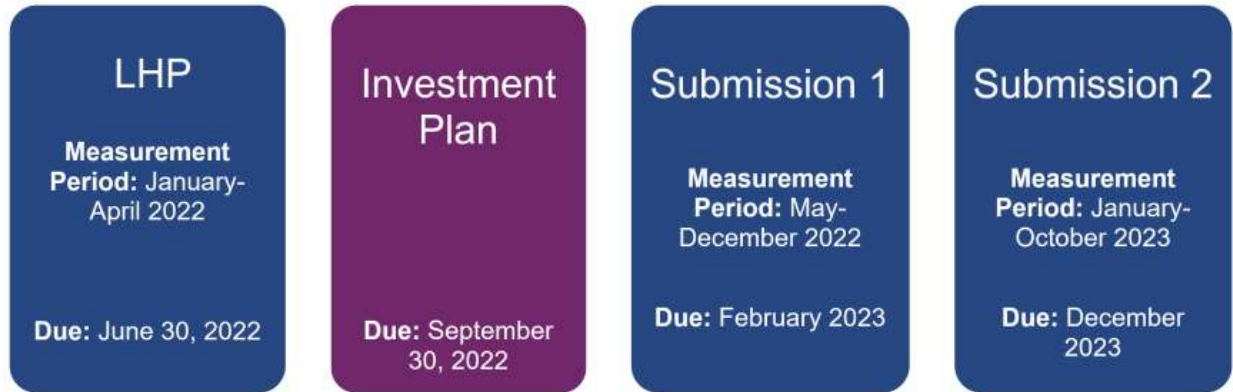 LHP
Measurement
Period: January-
April 2022
Due: June 30, 2022
Investment
Plan
Due: September
30, 2022
Submission 1
Measurement
Period: May-
December 2022
Due: February 2023
Submission 2
Measurement
Period: January-
October 2023
Due: December
2023